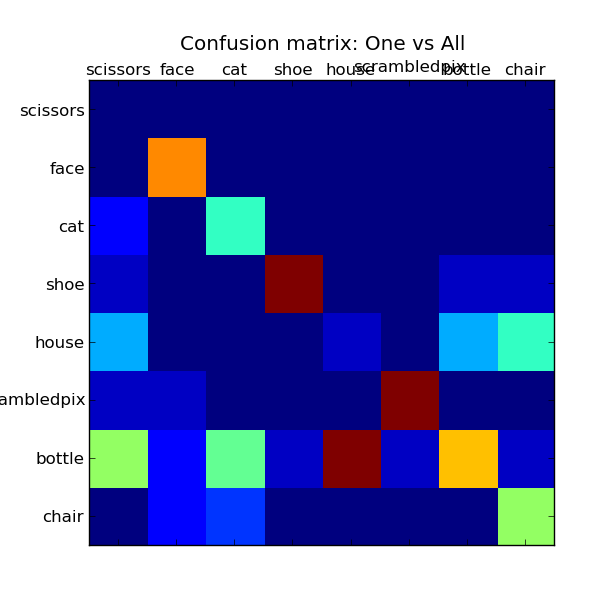 Confusion matrix: One vs All
scissors face cat shoe house scrambledpix bottle chair
scissors
face
cat
shoe
house
ambledpix
bottle
chair